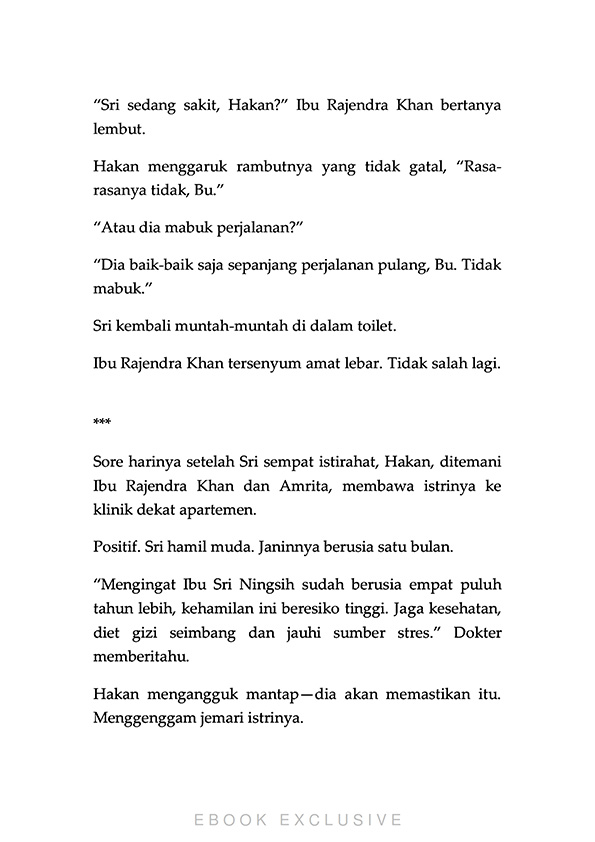 “Sri sedang sakit, Hakan?” Ibu Rajendra Khan bertanya
lembut.
Hakan menggaruk rambutnya yang tidak gatal, “Rasa-
rasanya tidak, Bu.”
“Atau dia mabuk perjalanan?”
“Dia baik-baik saja sepanjang perjalanan pulang, Bu. Tidak
mabuk.”
Sri kembali muntah-muntah di dalam toilet.
Ibu Rajendra Khan tersenyum amat lebar. Tidak salah lagi.
***
Sore harinya setelah Sri sempat istirahat, Hakan, ditemani
Ibu Rajendra Khan dan Amrita, membawa istrinya ke
klinik dekat apartemen.
Positif. Sri hamil muda. Janinnya berusia satu bulan.
“Mengingat Ibu Sri Ningsih sudah berusia empat puluh
tahun lebih, kehamilan ini beresiko tinggi. Jaga kesehatan,
diet gizi seimbang dan jauhi sumber stres.” Dokter
memberitahu.
Hakan mengangguk mantap—dia akan memastikan itu.
Menggenggam jemari istrinya.
EBOOK EXCLUSIVE